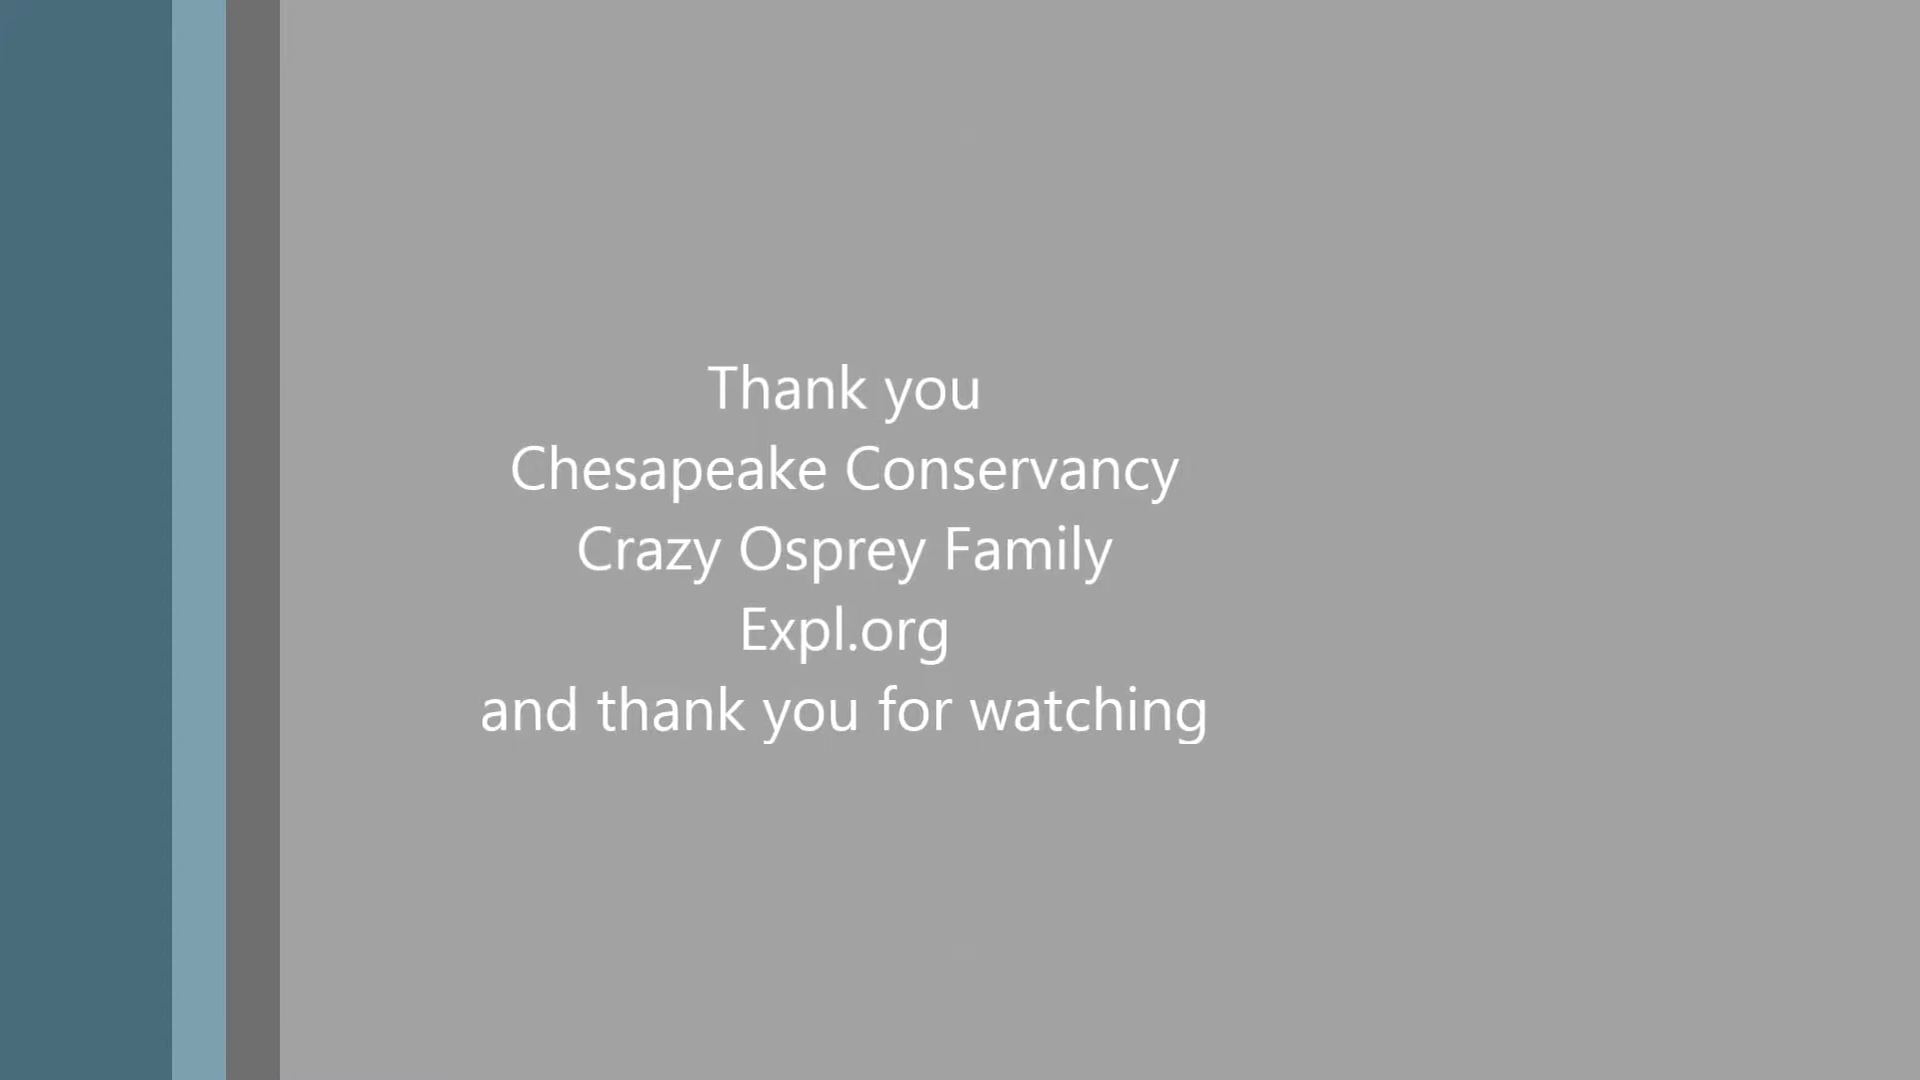 Thank you
Chesapeake Conservancy
Crazy Osprey Family
Expl.org
and thank you for watching